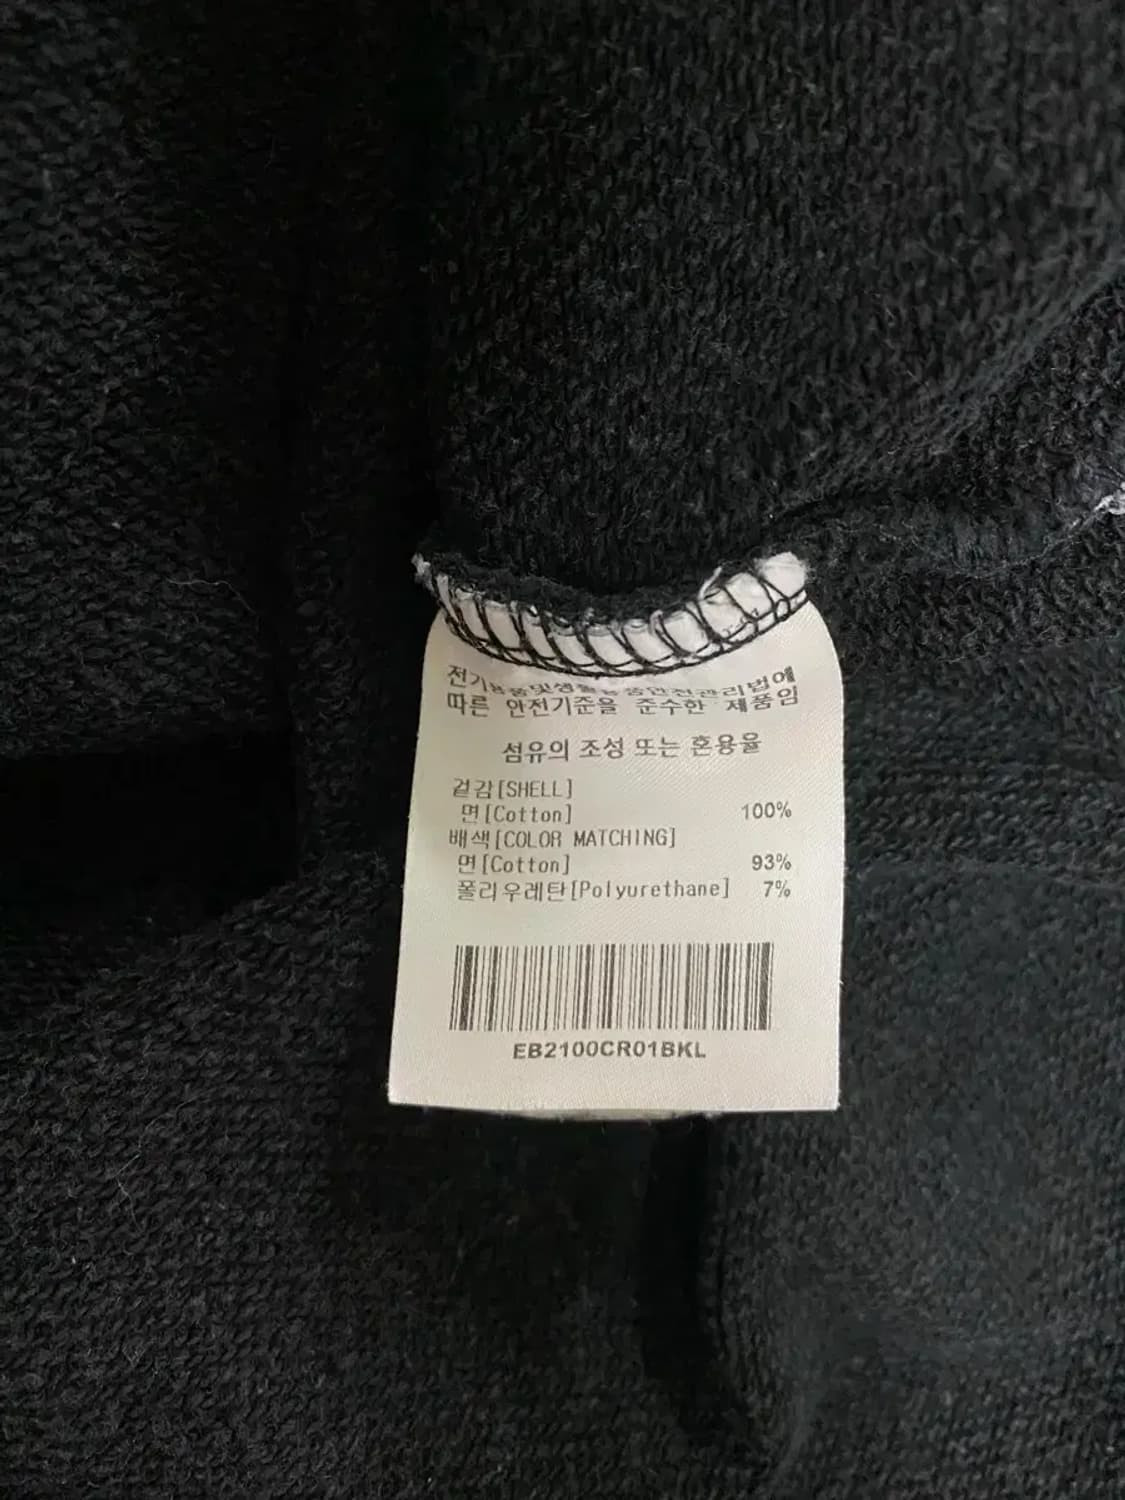 전기용품및생활용품안전관리법에
따른 안전기준을 준수한 제품임
섬유의 조성 또는 혼용율
겉감[SHELL]
면[Cotton] 100%
배색[COLOR MATCHING]
면[Cotton] 93%
폴리우레탄[Polyurethane] 7%
EB2100CR01BKL